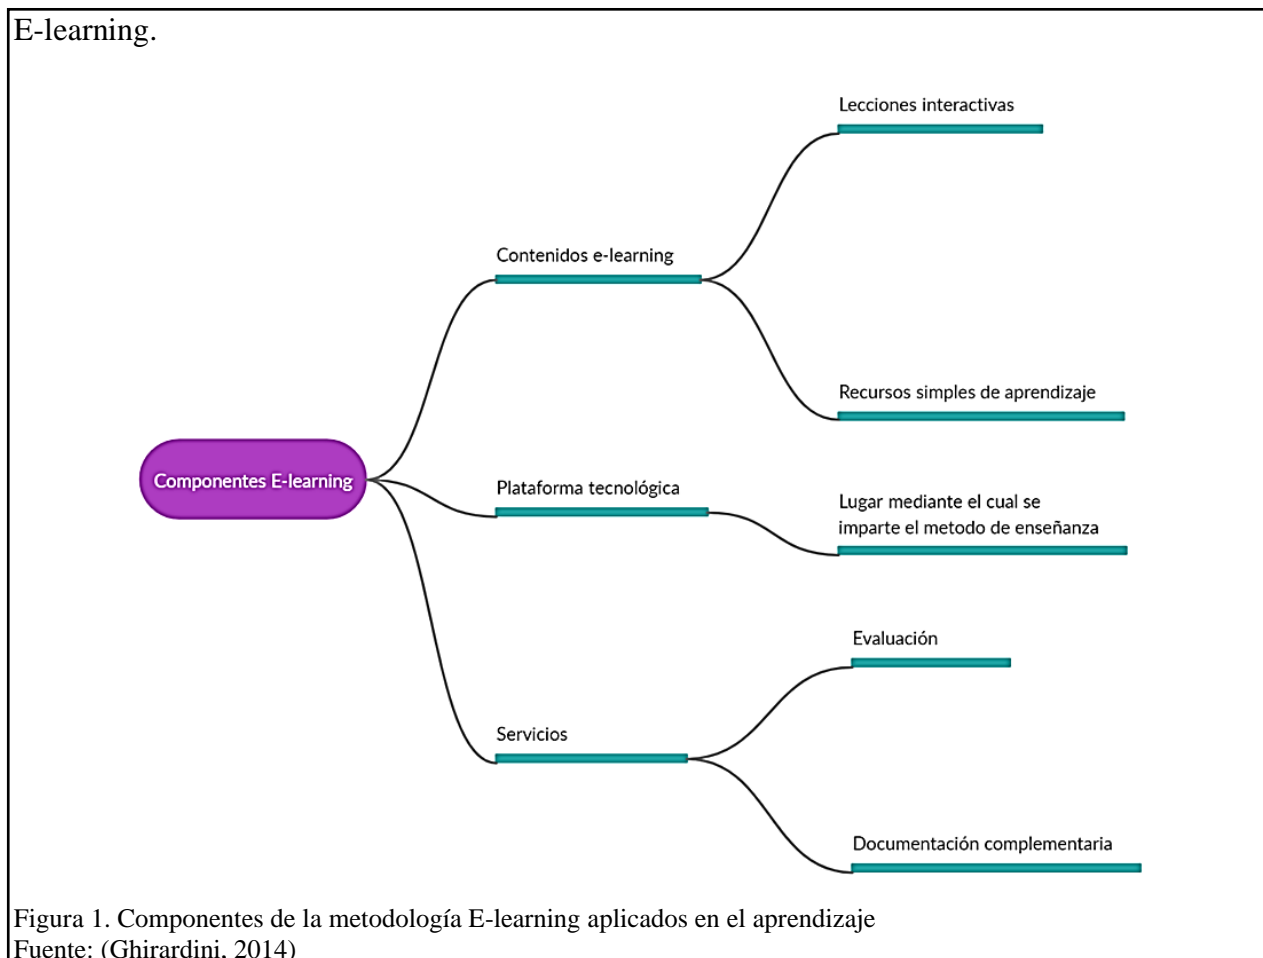 E-learning.
Lecciones interactivas
Contenidos e-learning
Recursos simples de aprendizaje
Componentes E-learning
Plataforma tecnológica
Lugar mediante el cual se
imparte el metodo de enseñanza
Evaluación
Servicios
Documentación complementaria
Figura 1. Componentes de la metodología E-learning aplicados en el aprendizaje
Fuente: (Ghirardini, 2014)